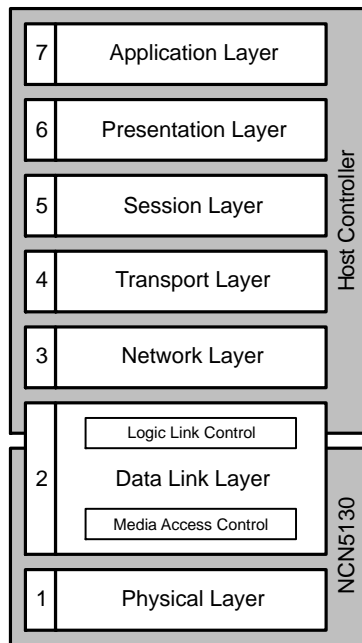 7 Application Layer
6 Presentation Layer
5 Session Layer
4 Transport Layer
3 Network Layer
Host Controller
Logic Link Control
2 Data Link Layer
Media Access Control
1 Physical Layer
NCN5130